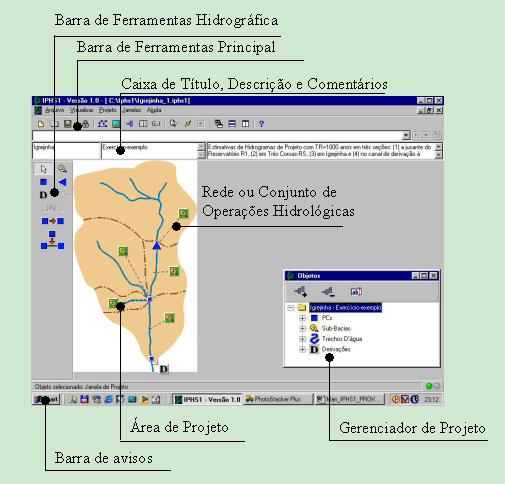 Barra de Ferramentas Hidrográfica
Barra de Ferramentas Principal
Caixa de Título, Descrição e Comentários
IPHS1 - Versão 1.0 - [ C:\Iphs1\Igrejinha_1.iphs1]
Arquivo Visualizar Projeto Janelas Ajuda
Igrejinha
Exercício-exemplo
Estimativas de Hidrogramas de Projeto com TR=1000 anos em três seções: (1) a jusante do
Reservatório R1, (2) em Três Coroas-RS, (3) em Igrejinha e (4) no canal de derivação à
D
Rede ou Conjunto de
Operações Hidrológicas
Objetos
Igrejinha - Exercício-exemplo
PCs
Sub-Bacias
Trechos D'água
D Derivações
D
Objeto selecionado: Janela de Projeto
Start
IPHS1 - Versão 1.0
PhotoStacker Plus
Man_IPHS1_PROV...
23:12
Área de Projeto
Gerenciador de Projeto
Barra de avisos